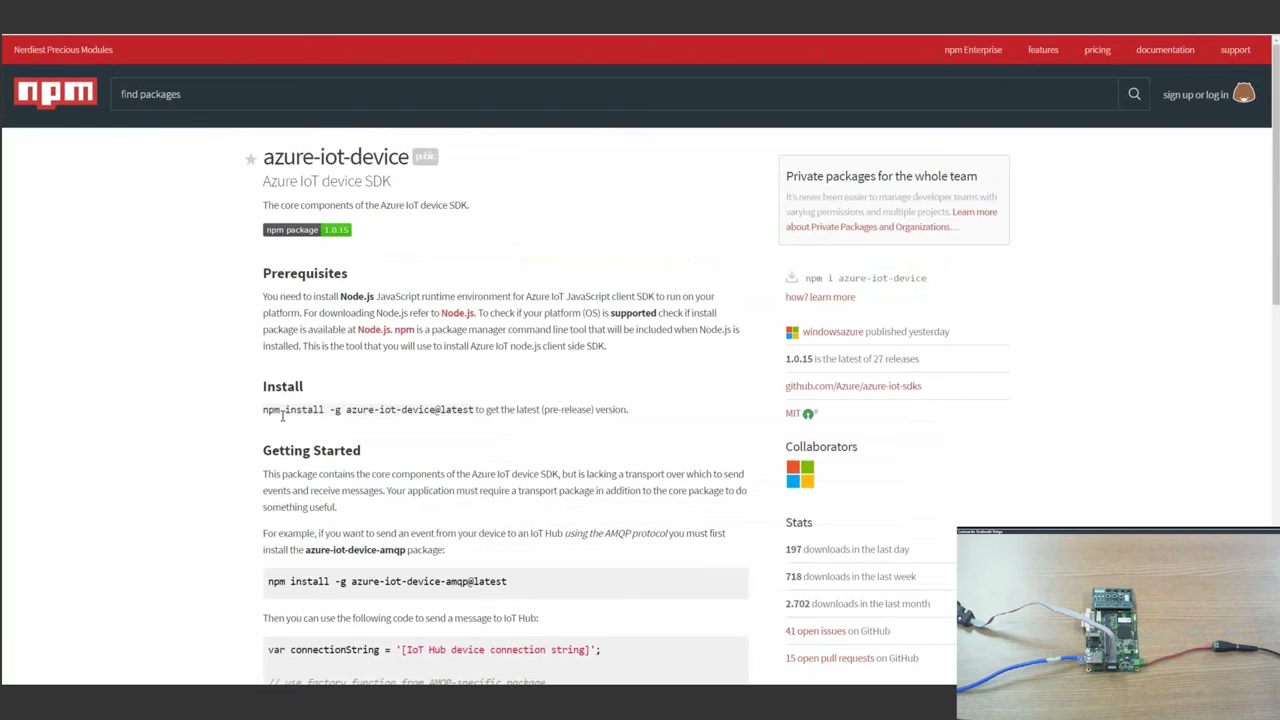 Nerdiest Precious Modules
npm Enterprise features pricing documentation support
npm
find packages
sign up or log in
azure-iot-device public
Azure IoT device SDK
The core components of the Azure IoT device SDK.
npm package 1.0.15
Prerequisites
You need to install Node.js JavaScript runtime environment for Azure IoT JavaScript client SDK to run on your
platform. For downloading Node.js refer to Node.js. To check if your platform (OS) is supported check if install
package is available at Node.js. npm is a package manager command line tool that will be included when Node.js is
installed. This is the tool that you will use to install Azure IoT node.js client side SDK.
Install
npm install -g azure-iot-device@latest to get the latest (pre-release) version.
Getting Started
This package contains the core components of the Azure IoT device SDK, but is lacking a transport over which to send
events and receive messages. Your application must require a transport package in addition to the core package to do
something useful.
For example, if you want to send an event from your device to an IoT Hub using the AMQP protocol you must first
install the azure-iot-device-amqp package:
npm install -g azure-iot-device-amqp@latest
Then you can use the following code to send a message to IoT Hub:
var connectionString = '[IoT Hub device connection string]';
// use factory function from AMQP-specific package
Private packages for the whole team
It's never been easier to manage developer teams with
varying permissions and multiple projects. Learn more
about Private Packages and Organizations…
npm i azure-iot-device
how? learn more
windowsazure published yesterday
1.0.15 is the latest of 27 releases
github.com/Azure/azure-iot-sdks
MIT
Collaborators
Stats
197 downloads in the last day
718 downloads in the last week
2.702 downloads in the last month
41 open issues on GitHub
15 open pull requests on GitHub